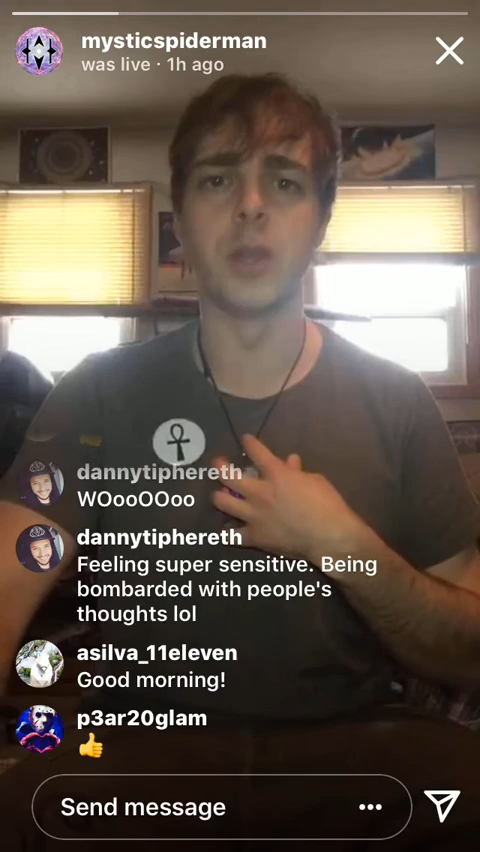 mysticspiderman
was live · 1h ago
dannytiphereth
WOooOOoo
dannytiphereth
Feeling super sensitive. Being
bombarded with people's
thoughts lol
asilva_11eleven
Good morning!
p3ar20glam
👍
Send message